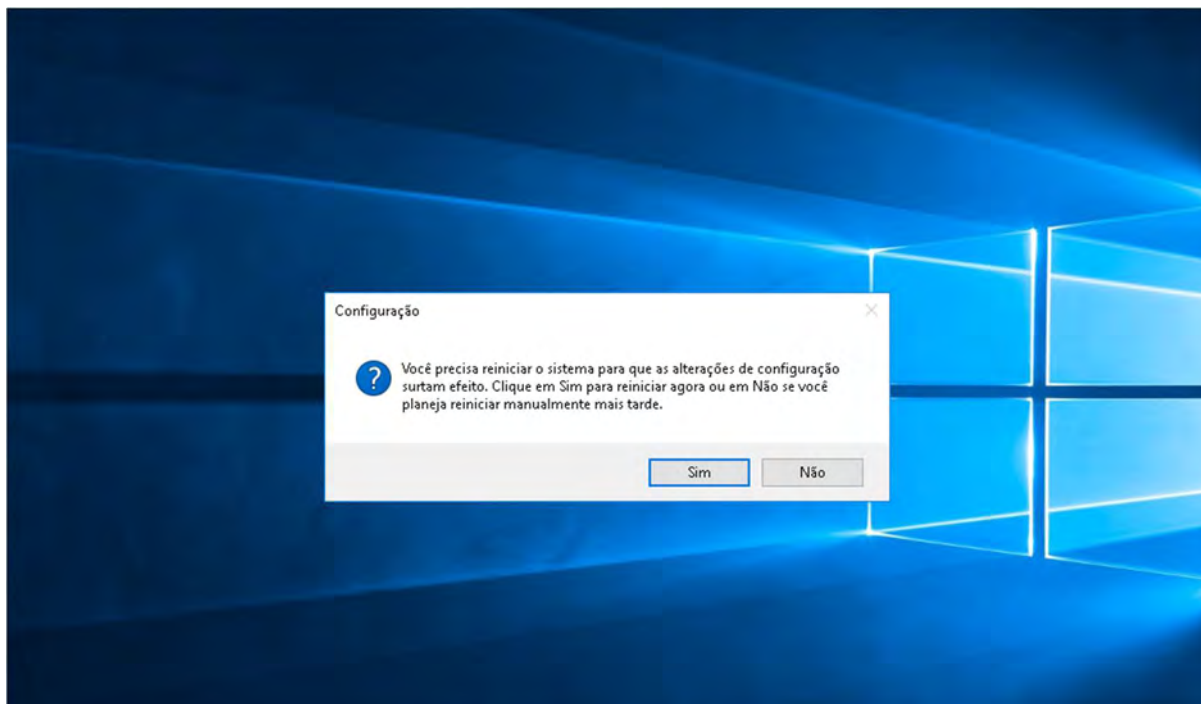 Configuração
Você precisa reiniciar o sistema para que as alterações de configuração
surtam efeito. Clique em Sim para reiniciar agora ou em Não se você
planeja reiniciar manualmente mais tarde.
Sim Não